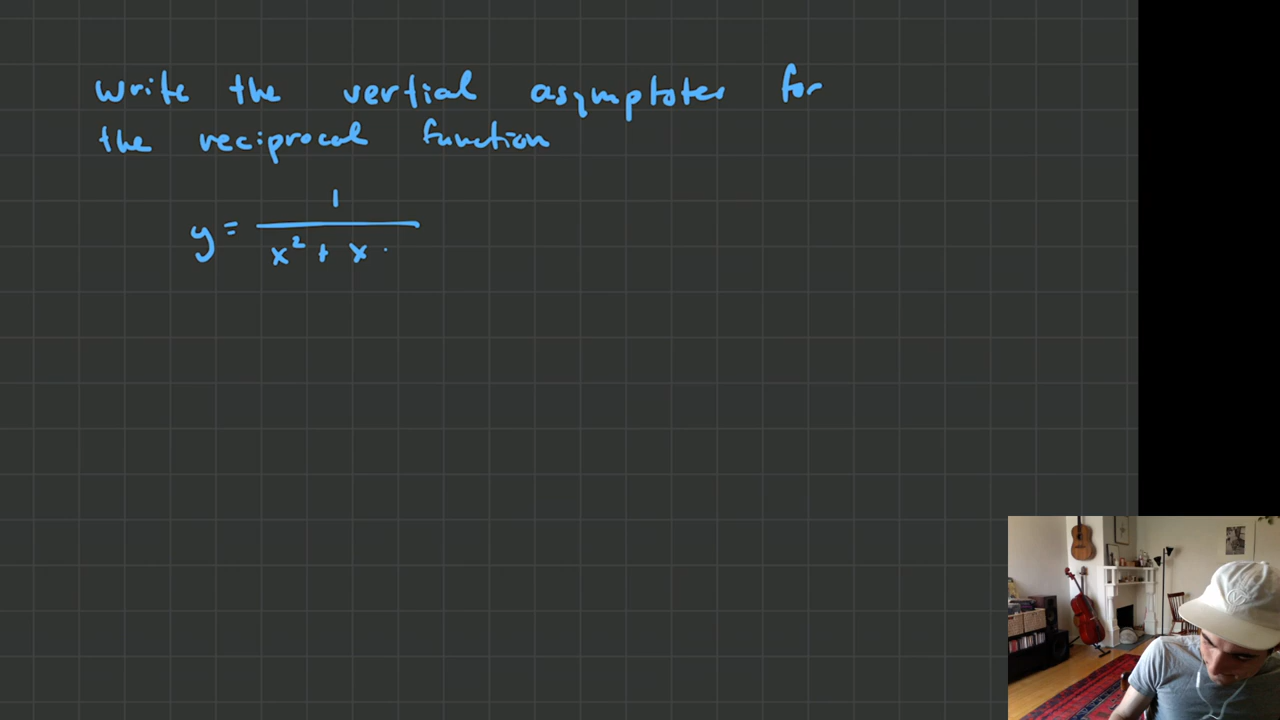 write the vertial asymptotes for
the reciprocal function
y = 1 / (x² + x ·